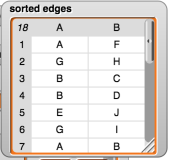 sorted edges
18 A B
1 A F
2 G H
3 B C
4 B D
5 E J
6 G I
7 A B